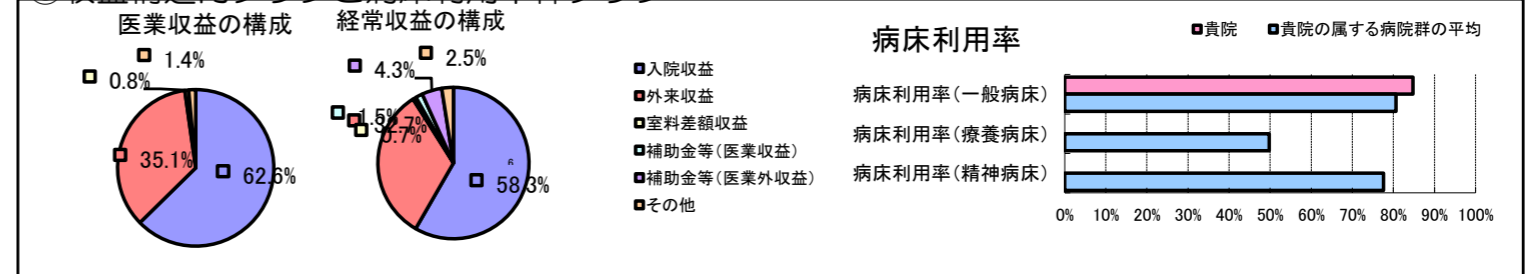 医業収益の構成
1.4%
0.8%
35.1%
62.6%
経常収益の構成
2.5%
4.3%
1.5%
32.7%
0.7%
58.3%
入院収益
外来収益
室料差額収益
補助金等(医業収益)
補助金等(医業外収益)
その他
病床利用率
貴院 貴院の属する病院群の平均
病床利用率(一般病床)
病床利用率(療養病床)
病床利用率(精神病床)
0% 10% 20% 30% 40% 50% 60% 70% 80% 90% 100%